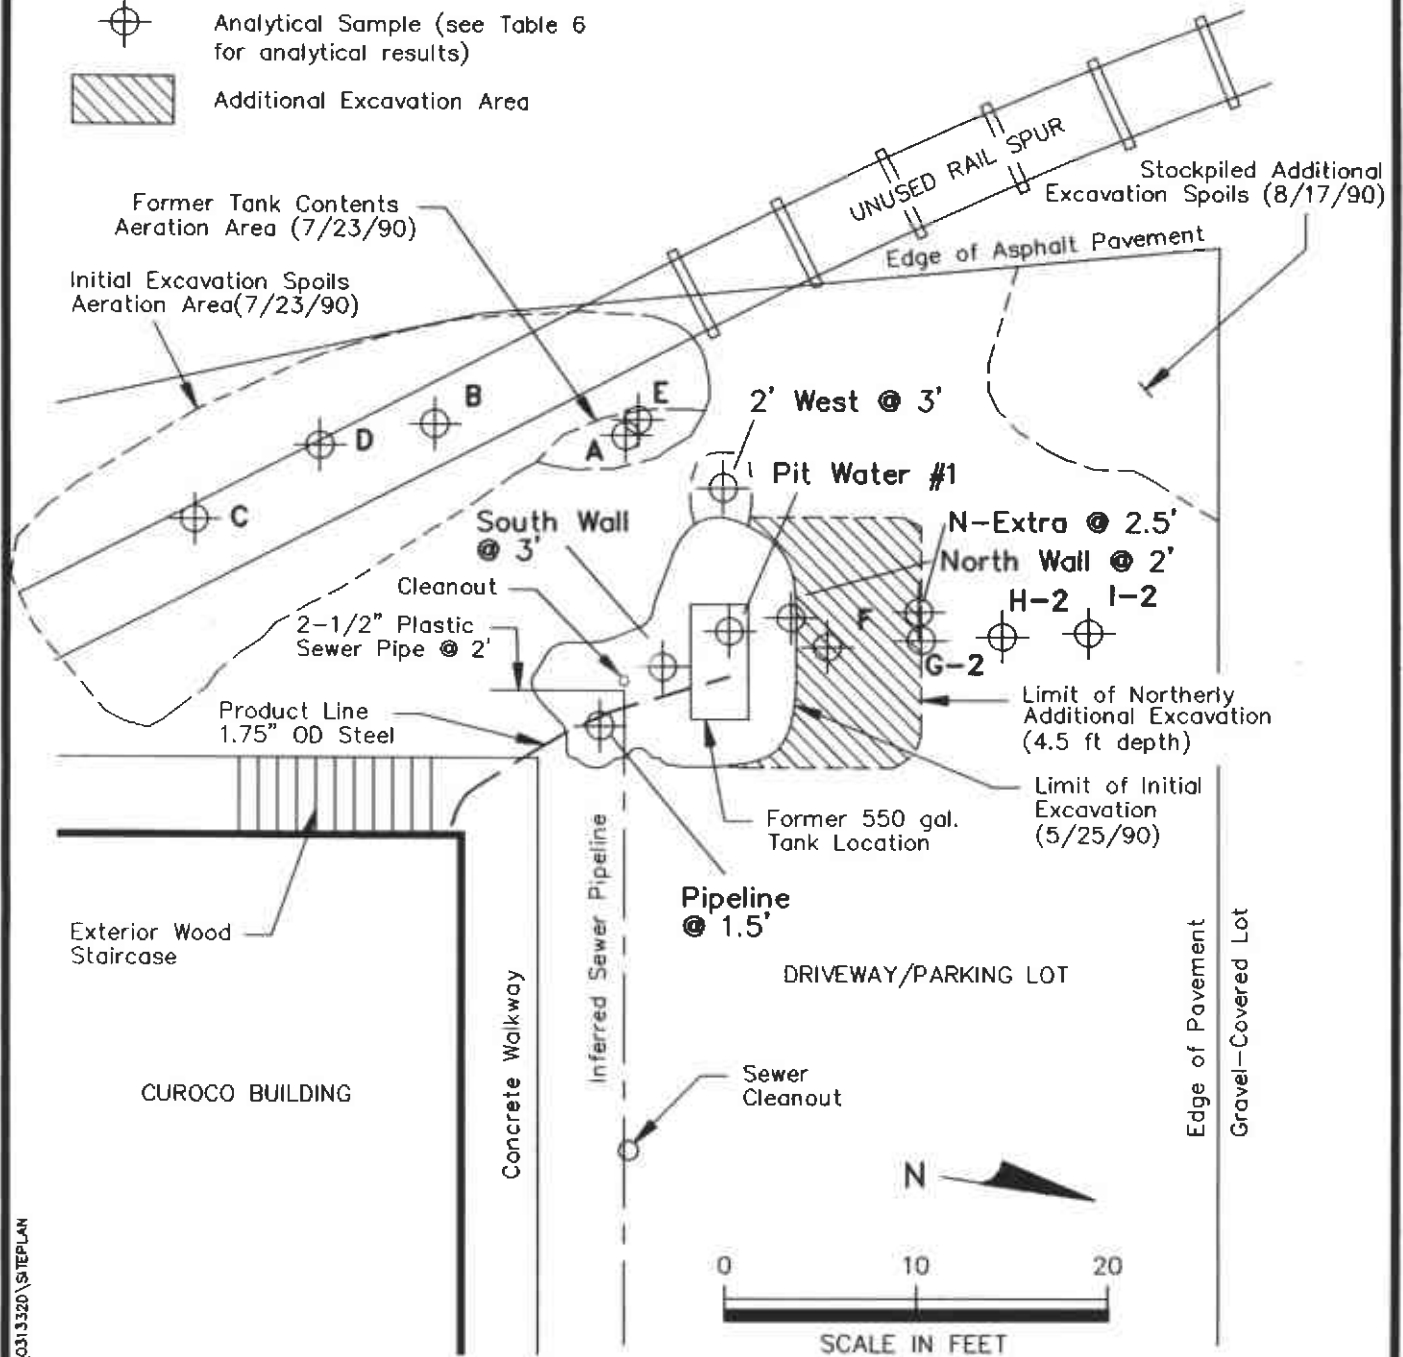 Analytical Sample (see Table 6
for analytical results)
Additional Excavation Area
UNUSED RAIL SPUR
Stockpiled Additional
Excavation Spoils (8/17/90)
Former Tank Contents
Aeration Area (7/23/90)
Edge of Asphalt Pavement
Initial Excavation Spoils
Aeration Area(7/23/90)
B
E
2' West @ 3'
D
A
Pit Water #1
C
South Wall
@ 3'
N-Extra @ 2.5'
North Wall @ 2'
Cleanout
H-2
I-2
2-1/2" Plastic
Sewer Pipe @ 2'
F
G-2
Product Line
1.75" OD Steel
Limit of Northerly
Additional Excavation
(4.5 ft depth)
Limit of Initial
Excavation
(5/25/90)
Former 550 gal.
Tank Location
Inferred Sewer Pipeline
Pipeline
@ 1.5'
Exterior Wood
Staircase
DRIVEWAY/PARKING LOT
Concrete Walkway
Edge of Pavement
Gravel-Covered Lot
CUROCO BUILDING
Sewer
Cleanout
N
0 10 20
SCALE IN FEET
0313320\SITEPLAN